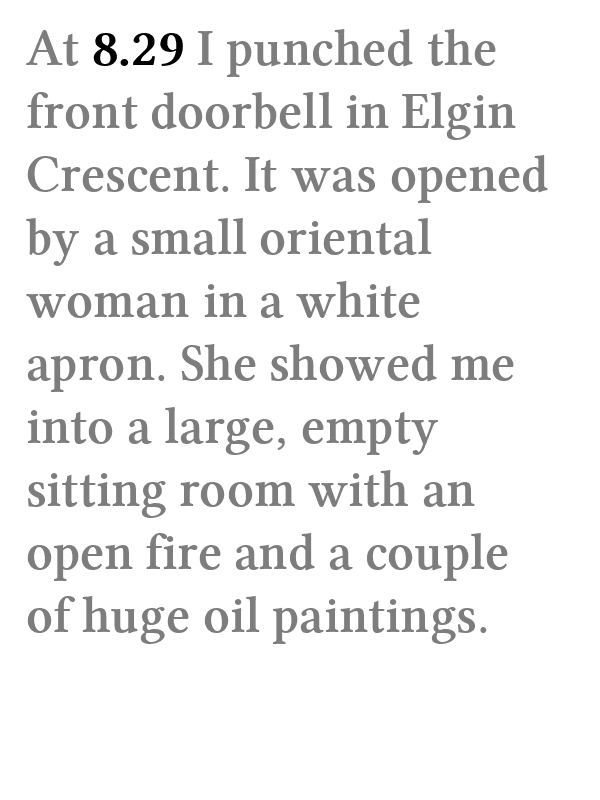 At 8.29 I punched the
front doorbell in Elgin
Crescent. It was opened
by a small oriental
woman in a white
apron. She showed me
into a large, empty
sitting room with an
open fire and a couple
of huge oil paintings.